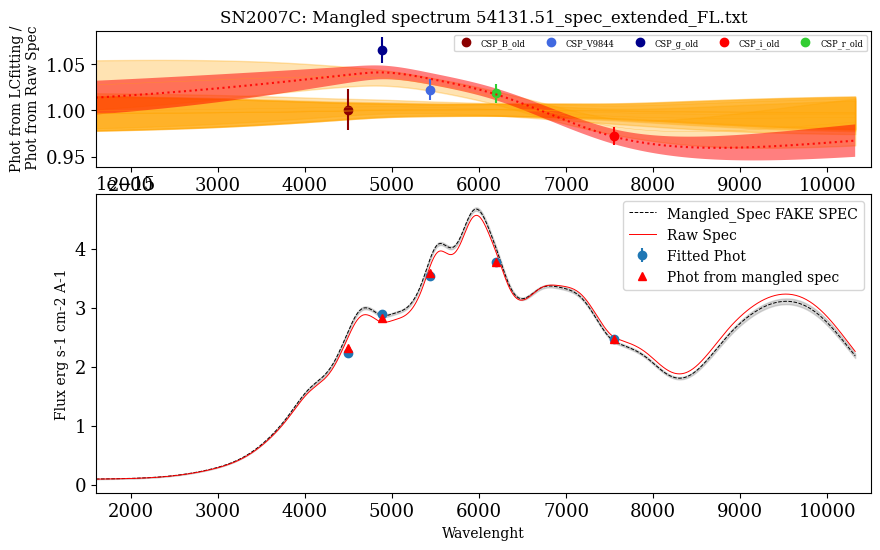 SN2007C: Mangled spectrum 54131.51_spec_extended_FL.txt
Phot from LCfitting /
Phot from Raw Spec
1.05
1.00
0.95
CSP_B_old
CSP_V9844
CSP_g_old
CSP_i_old
CSP_r_old
2000 3000 4000 5000 6000 7000 8000 9000 10000
1e−15
Flux erg s-1 cm-2 A-1
4
3
2
1
0
Mangled_Spec FAKE SPEC
Raw Spec
Fitted Phot
Phot from mangled spec
2000 3000 4000 5000 6000 7000 8000 9000 10000
Wavelenght